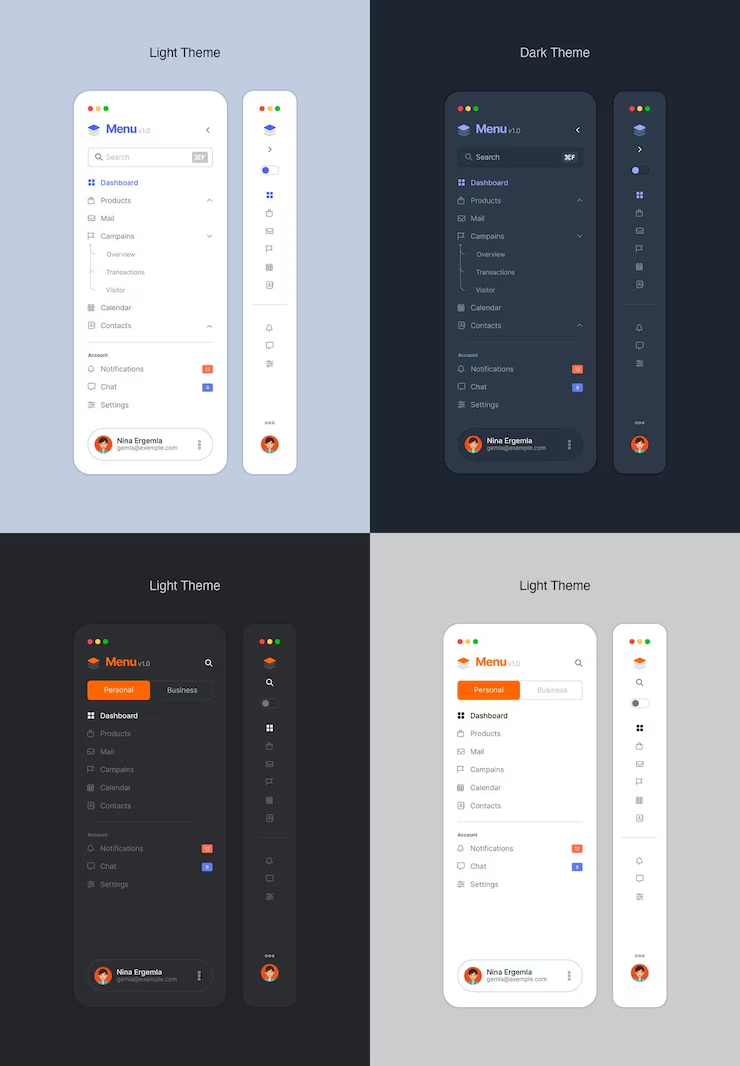 Light Theme
Menu v1.0
Search ⌘F
Dashboard
Products
Mail
Campains
Overview
Transactions
Visitor
Calendar
Contacts
Account
Notifications 12
Chat 9
Settings
Nina Ergemla
gemla@exemple.com
Dark Theme
Menu v1.0
Search ⌘F
Dashboard
Products
Mail
Campains
Overview
Transactions
Visitor
Calendar
Contacts
Account
Notifications 12
Chat 9
Settings
Nina Ergemla
gemla@exemple.com
Light Theme
Menu v1.0
Personal Business
Dashboard
Products
Mail
Campains
Calendar
Contacts
Account
Notifications 12
Chat 9
Settings
Nina Ergemla
gemla@exemple.com
Light Theme
Menu v1.0
Personal Business
Dashboard
Products
Mail
Campains
Calendar
Contacts
Account
Notifications 12
Chat 9
Settings
Nina Ergemla
gemla@exemple.com